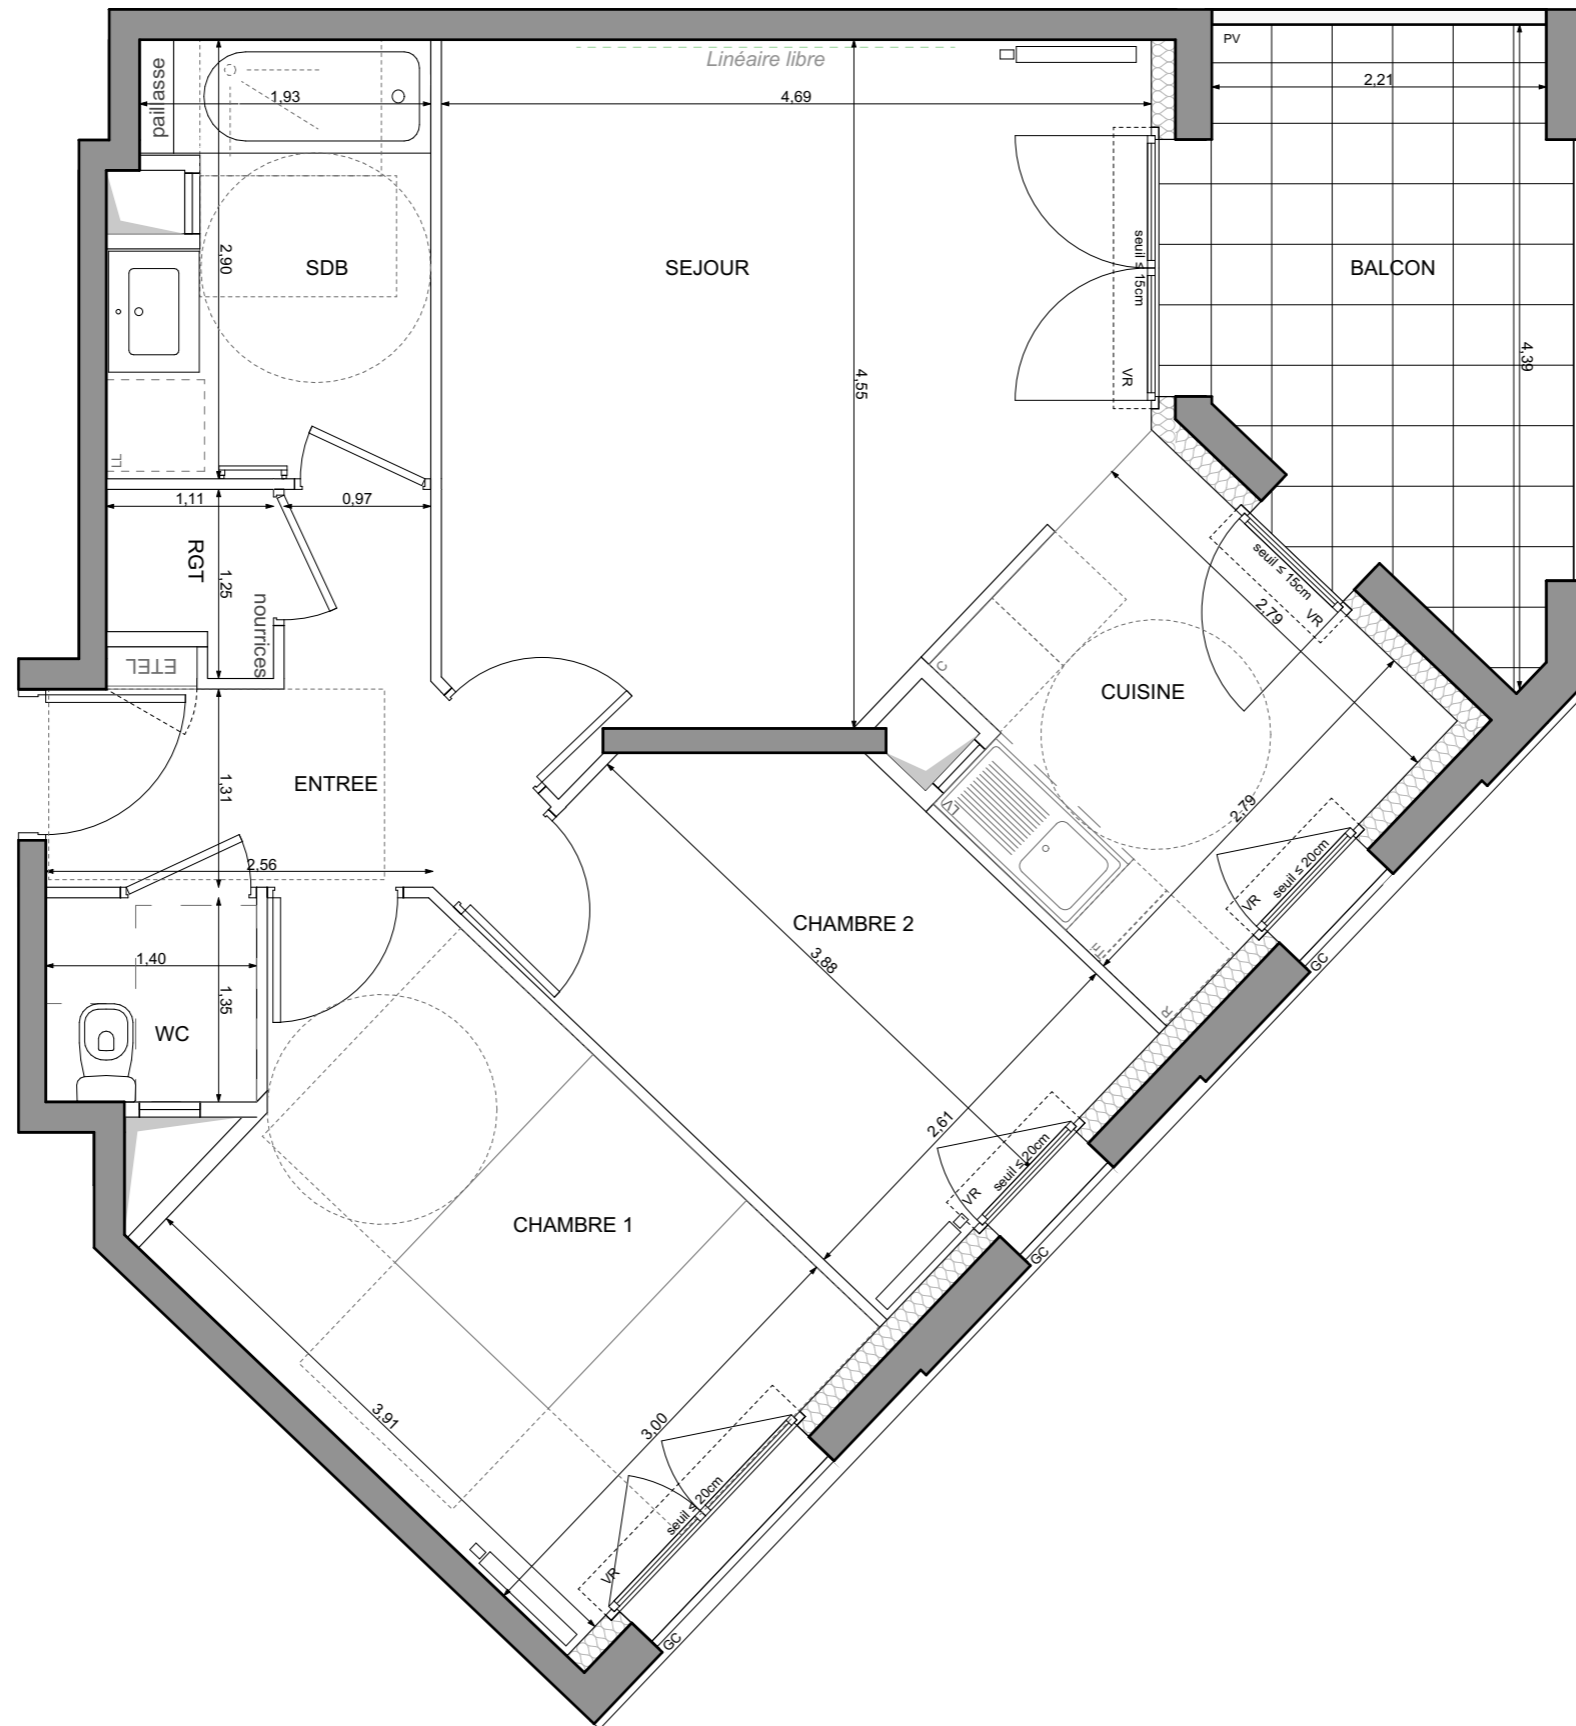 PV
Linéaire libre
paillasse
1,93
4,69
2,21
2,90
SDB
SEJOUR
seuil ≤ 15cm
BALCON
VR
4,55
4,39
LL
1,11
0,97
RGT
1,25
nourrices
ETEL
seuil ≤ 15cm
VR
2,79
C
CUISINE
1,31
ENTREE
LV
2,79
2,56
seuil ≤ 20cm
VR
CHAMBRE 2
3,88
GC
1,40
1,35
WC
R
2,61
seuil ≤ 20cm
VR
CHAMBRE 1
GC
3,91
3,00
seuil ≤ 20cm
VR
GC